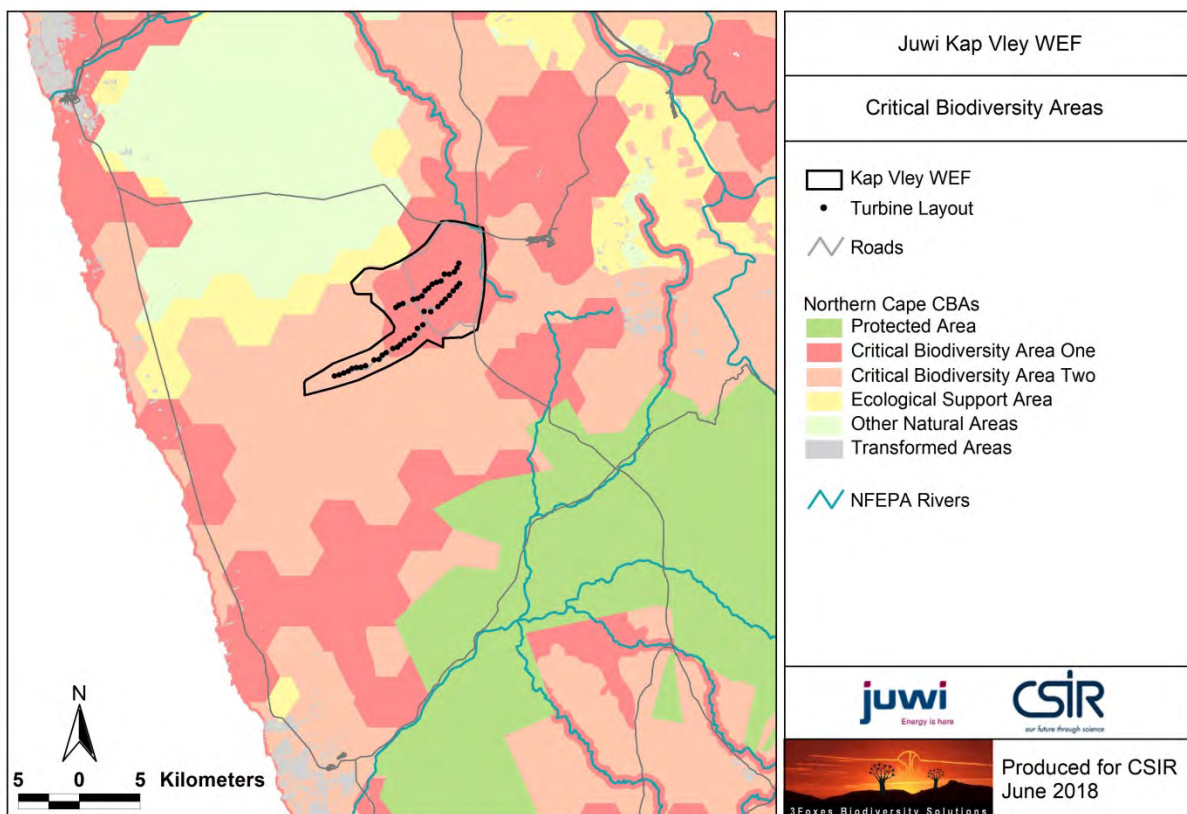 Juwi Kap Vley WEF
Critical Biodiversity Areas
Kap Vley WEF
Turbine Layout
Roads
Northern Cape CBAs
Protected Area
Critical Biodiversity Area One
Critical Biodiversity Area Two
Ecological Support Area
Other Natural Areas
Transformed Areas
NFEPA Rivers
N
5 0 5 Kilometers
juwi
Energy is here
CSIR
our future through science
3Foxes Biodiversity Solutions
Produced for CSIR
June 2018